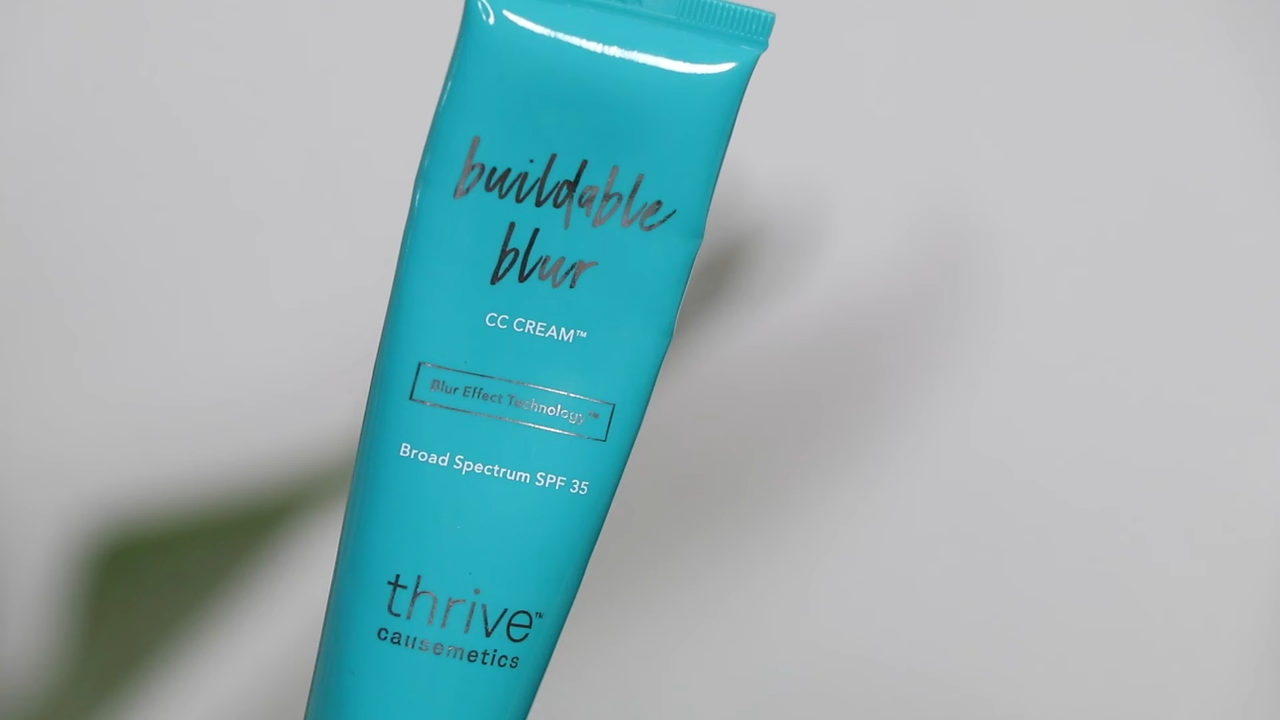 buildable
blur
CC CREAM™
Blur Effect Technology™
Broad Spectrum SPF 35
thrive™
causemetics